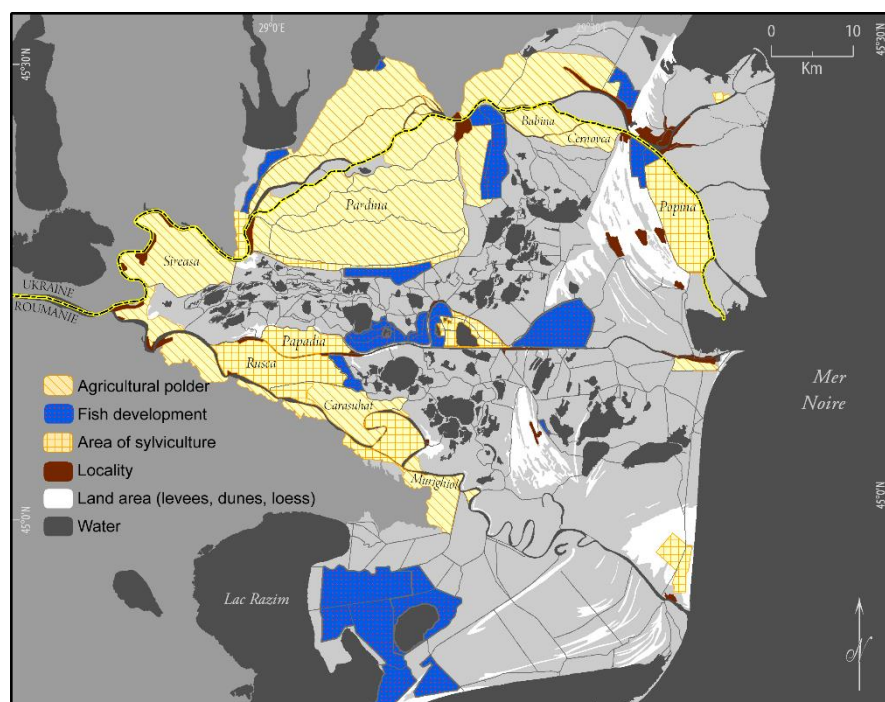 29°0'E
29°30'E
45°30'N
45°30'N
0 10
Km
Babina
Cernovca
Pardina
Popina
Sireasa
UKRAINE
ROUMANIE
Papadia
Rusca
Carasuhat
Murighiol
Mer
Noire
Agricultural polder
Fish development
Area of sylviculture
Locality
Land area (levees, dunes, loess)
Water
45°0'N
45°0'N
Lac Razim
N